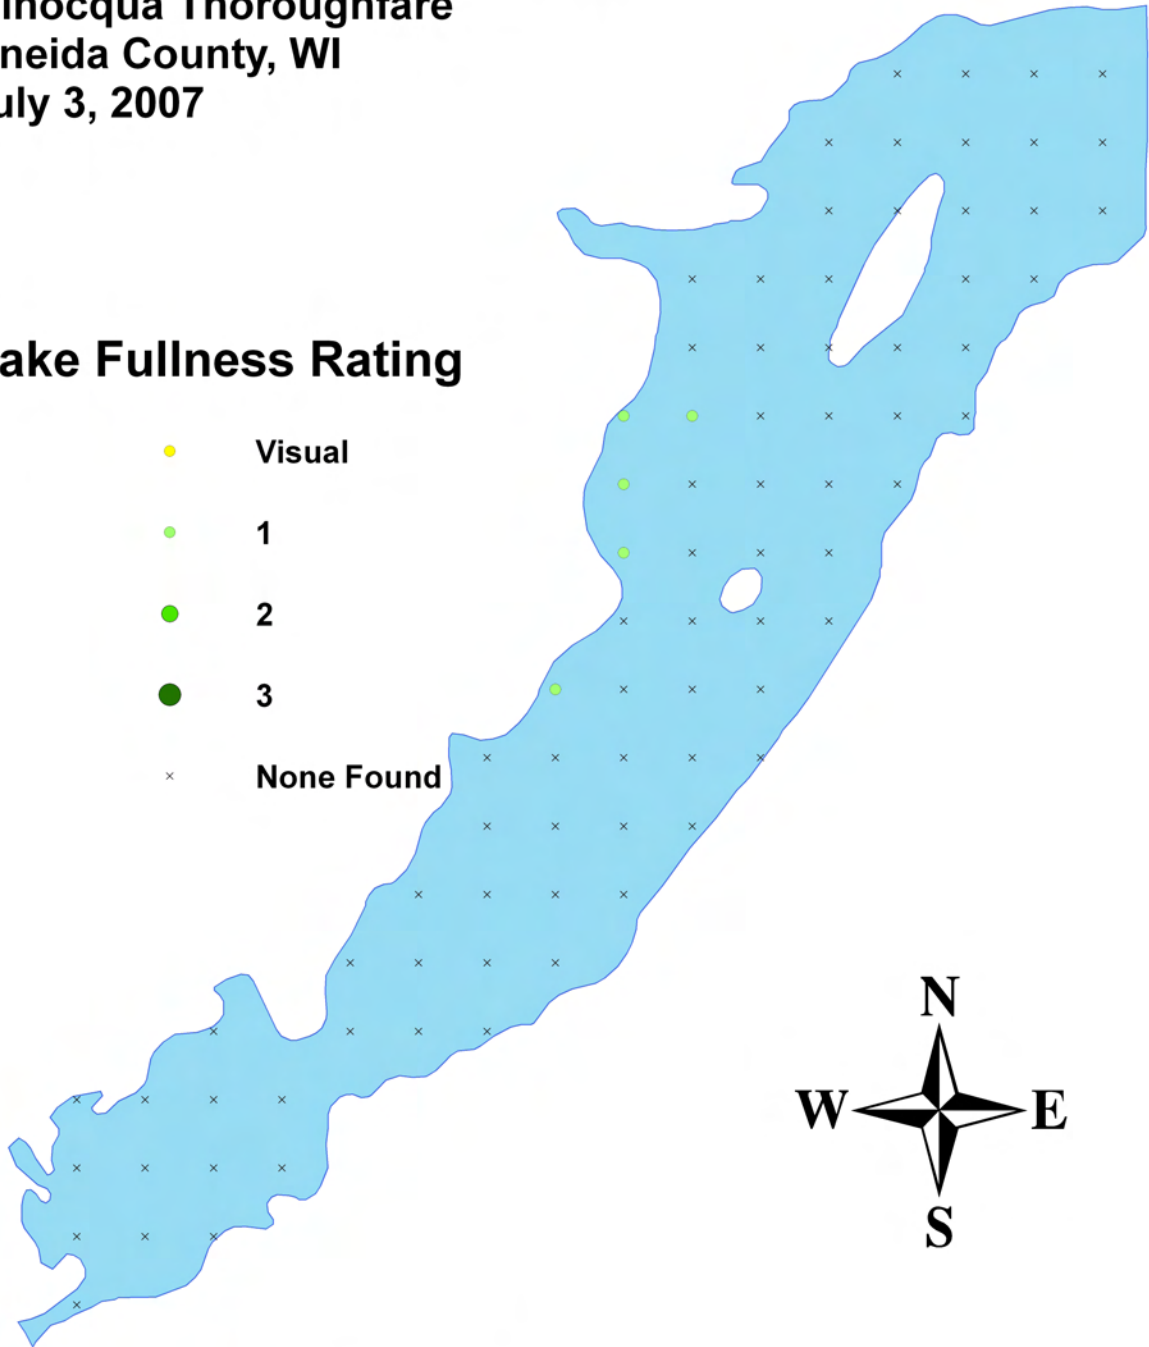 inocqua Thoroughfare
neida County, WI
uly 3, 2007
ake Fullness Rating
Visual
1
2
3
None Found
N
W E
S